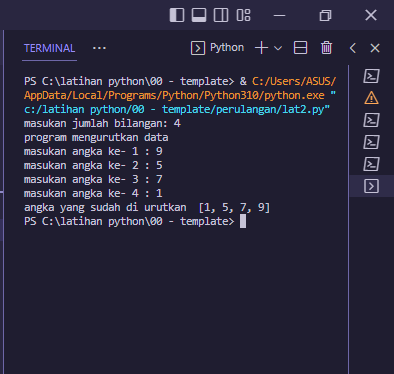 TERMINAL
Python
PS C:\latihan python\00 - template> & C:/Users/ASUS/
AppData/Local/Programs/Python/Python310/python.exe "
c:/latihan python/00 - template/perulangan/lat2.py"
masukan jumlah bilangan: 4
program mengurutkan data
masukan angka ke- 1 : 9
masukan angka ke- 2 : 5
masukan angka ke- 3 : 7
masukan angka ke- 4 : 1
angka yang sudah di urutkan  [1, 5, 7, 9]
PS C:\latihan python\00 - template>